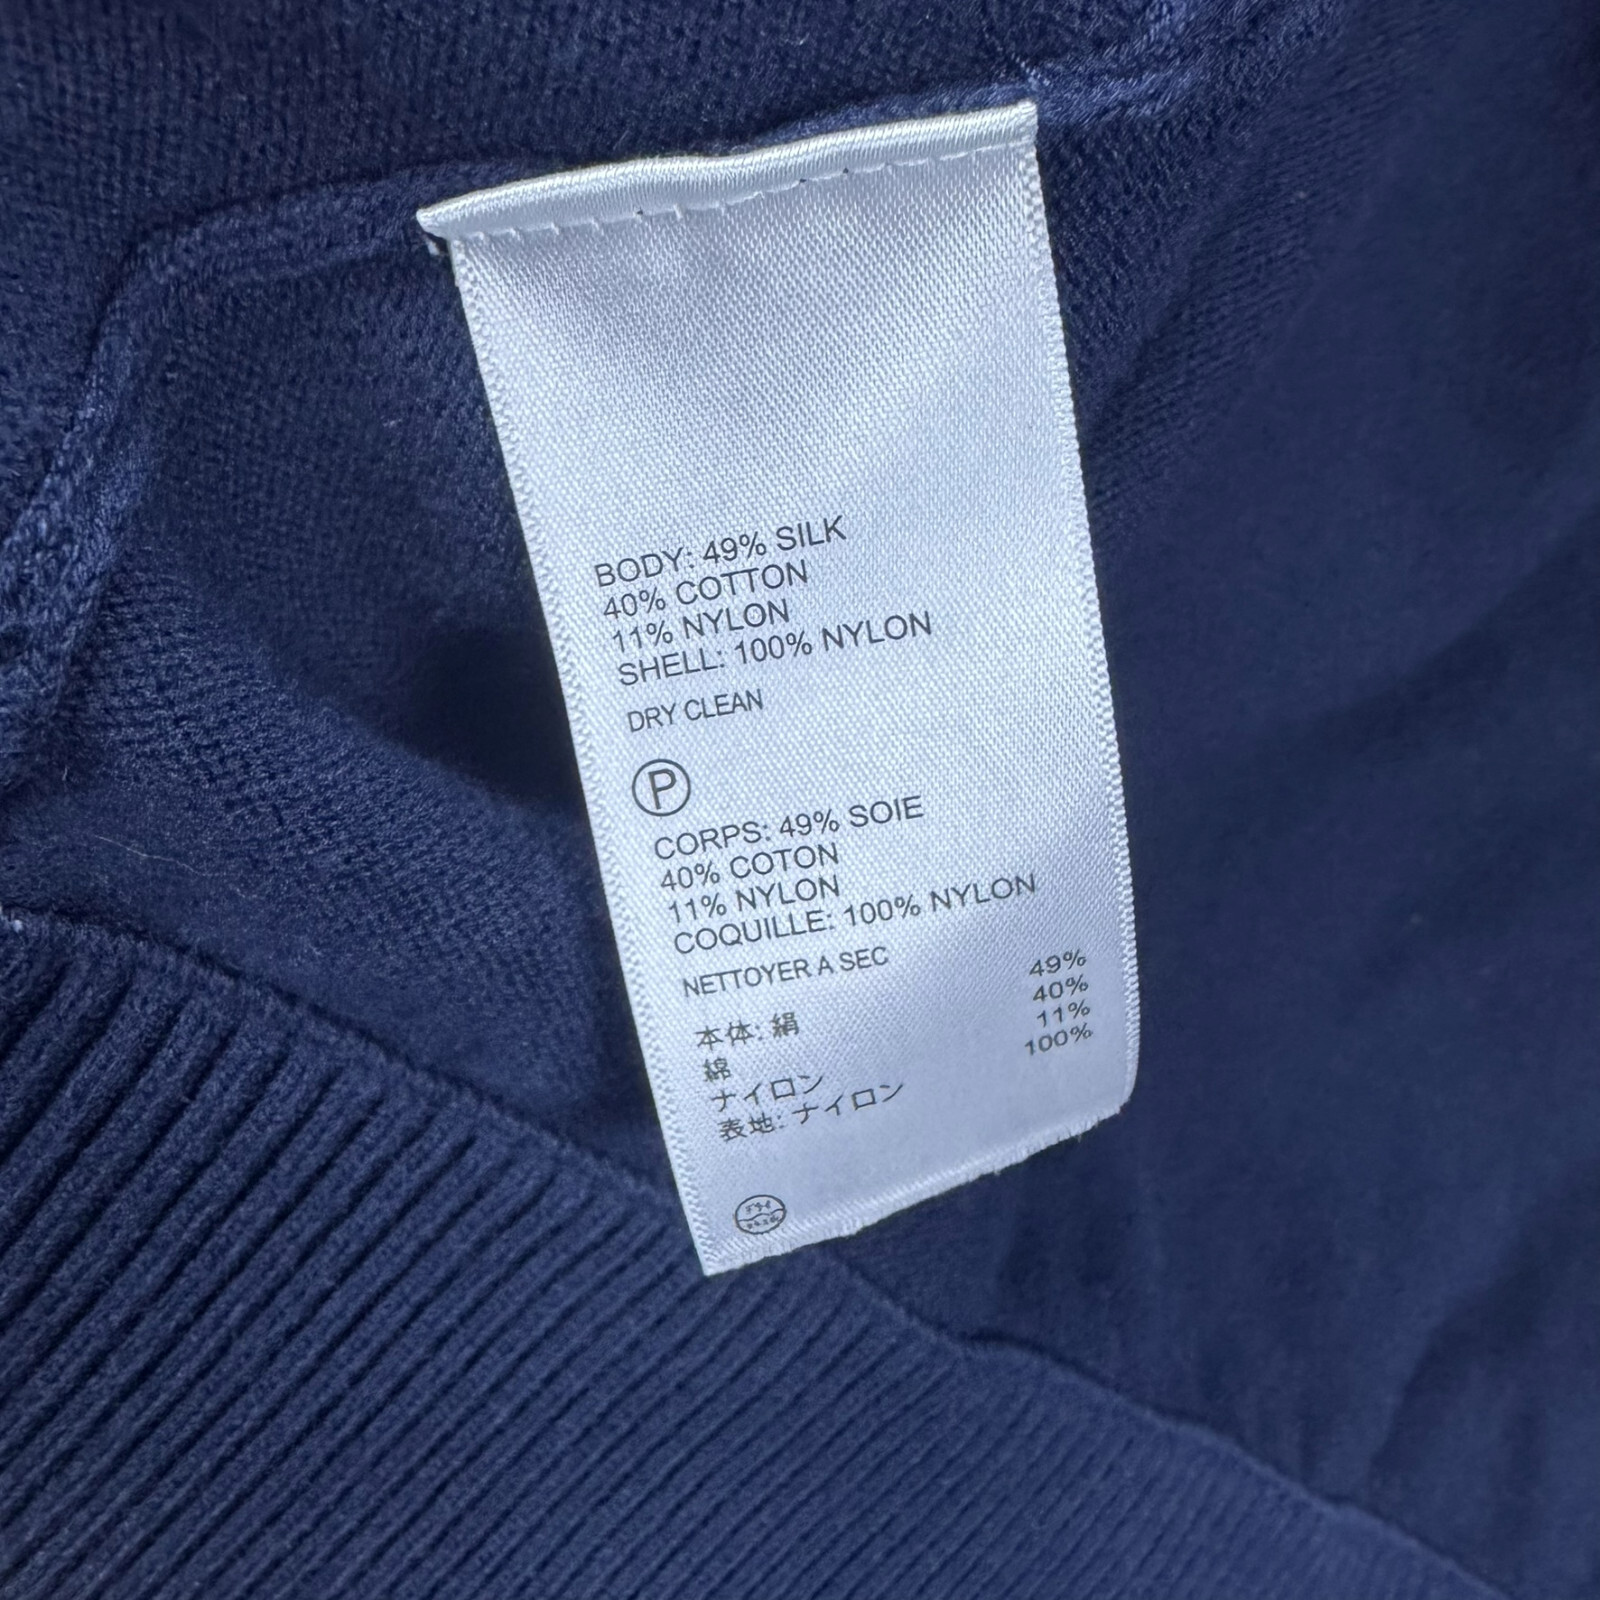 BODY: 49% SILK
40% COTTON
11% NYLON
SHELL: 100% NYLON
DRY CLEAN
P
CORPS: 49% SOIE
40% COTON
11% NYLON
COQUILLE: 100% NYLON
NETTOYER A SEC
本体: 絹 49%
綿 40%
ナイロン 11%
表地: ナイロン 100%